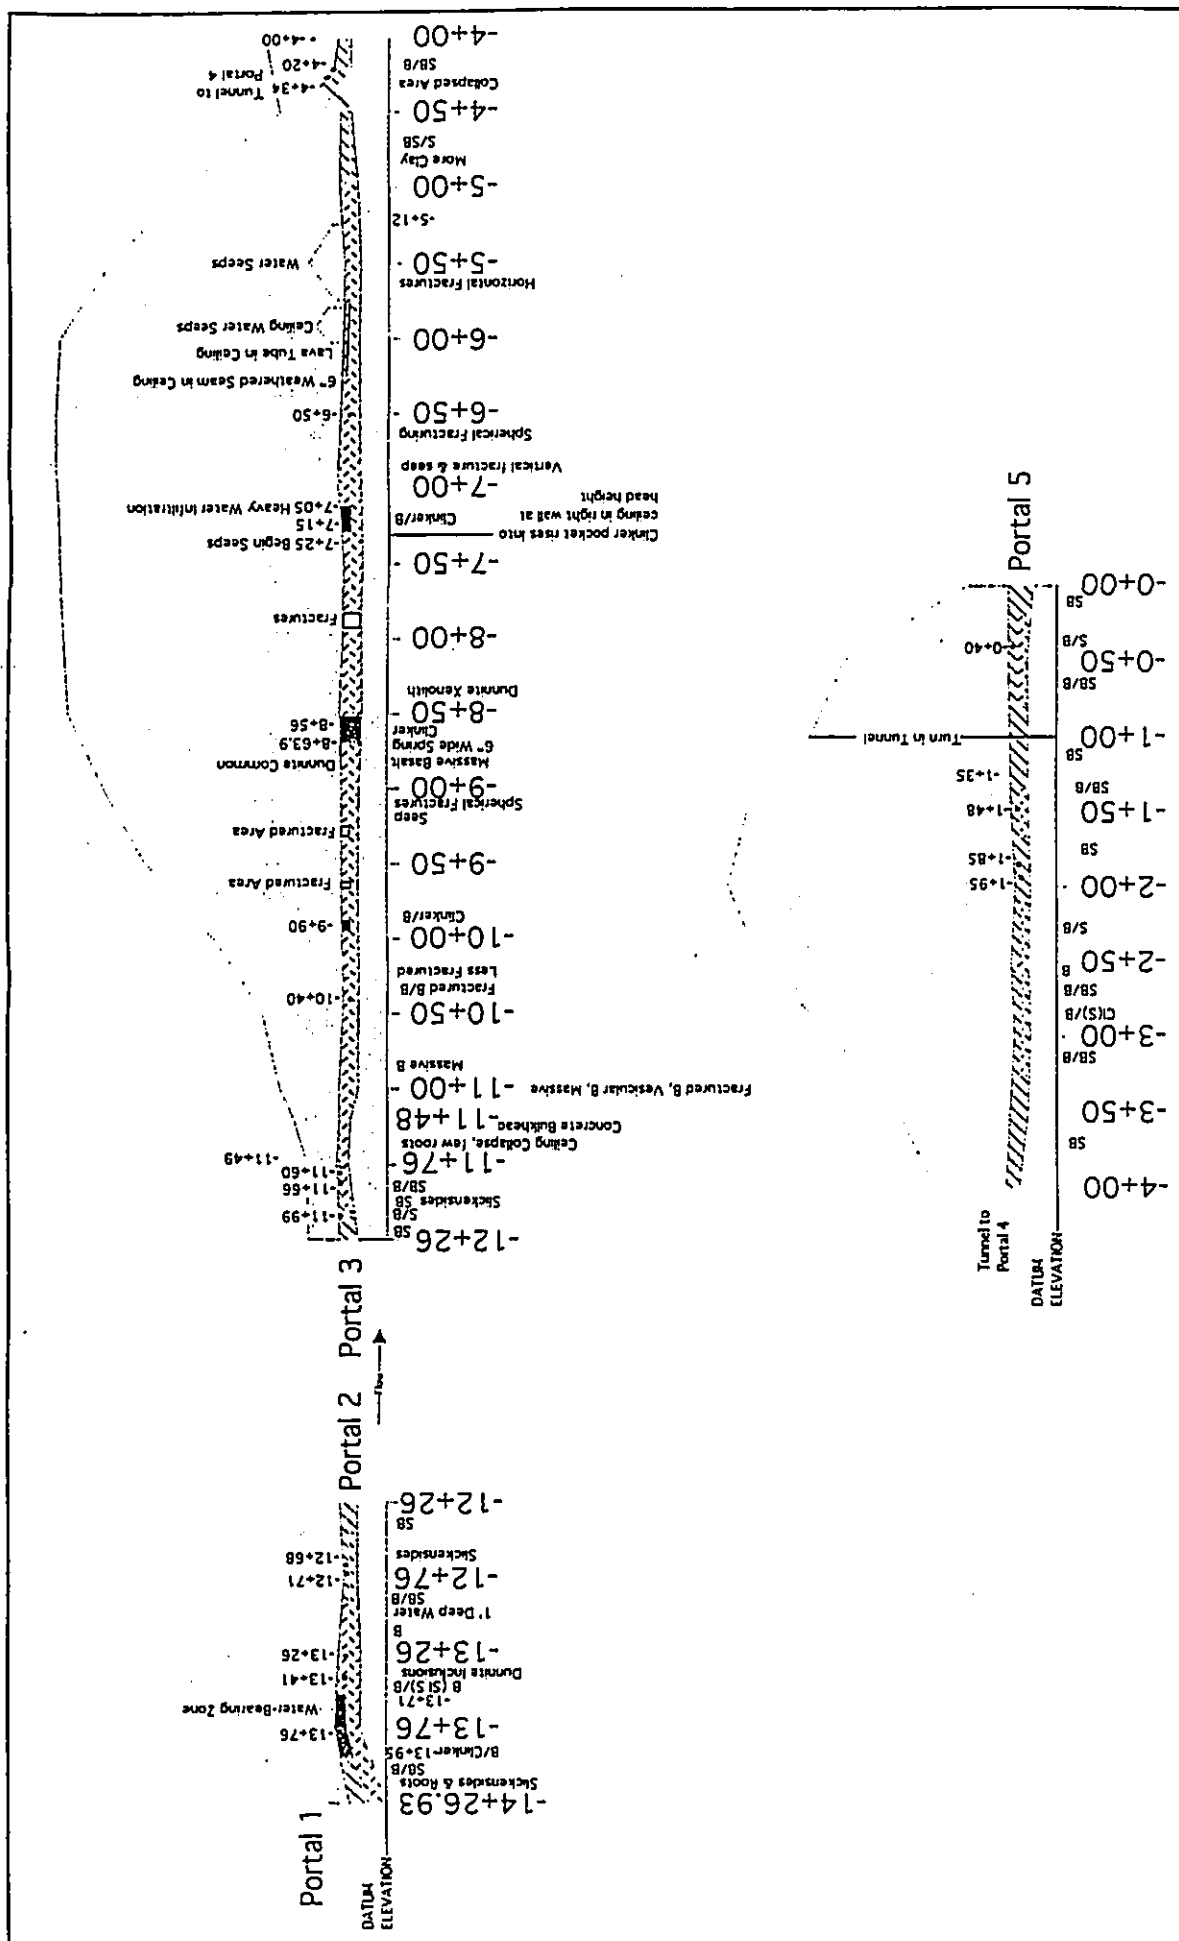 Portal 1
DATUM
ELEVATION
-14+26.93
Slickensides & Roots
SB/B
B/Clinker-13+95
-13+76
-13+71
B (SI S)/B
Dunnite Inclusions
-13+26
B
1' Deep Water
SB/B
-12+76
Slickensides
SB
-12+26
-13+76
Water-Bearing Zone
-13+41
-13+26
-12+71
-12+68
Portal 2
Flow
Portal 3
-12+26
SB
S/B
Slickensides
SB
SB/B
-11+76
Ceiling Collapse, few roots
Concrete Bulkhead
-11+48
-11+00
Fractured B, Vesicular B, Massive
Massive B
-10+50
Fractured B/B
Less Fractured
-10+00
Clinker/B
-9+50
Seep
Spherical Fractures
-9+00
Massive Basalt
6" Wide Spring
Clinker
-8+50
Dunnite Xenolith
-8+00
-7+50
Clinker pocket rises into
ceiling in right wall at
head height
Clinker/B
-7+00
Vertical fracture & seep
Spherical Fracturing
-6+50
-6+00
Horizontal Fractures
-5+50
-5+12
-5+00
More Clay
S/SB
-4+50
Collapsed Area
SB/B
-4+00
-11+99
-11+66
-11+60
-11+49
-10+40
-9+90
Fractured Area
Fractured Area
Dunnite Common
-8+63.9
-8+56
Fractures
-7+25 Begin Seeps
-7+15
-7+05 Heavy Water Infiltration
-6+50
6" Weathered Seam in Ceiling
Lava Tube in Ceiling
Ceiling Water Seeps
Water Seeps
Tunnel to
Portal 4
-4+34
-4+20
-4+00
Tunnel to
Portal 4
DATUM
ELEVATION
-4+00
SB
-3+50
SB/B
-3+00
Cl(S)/B
SB/B
B
-2+50
S/B
-2+00
SB
-1+50
SB/B
SB
-1+00
SB/B
-0+50
S/B
SB
-0+00
-1+95
-1+85
-1+48
-1+35
Turn in Tunnel
-0+40
Portal 5